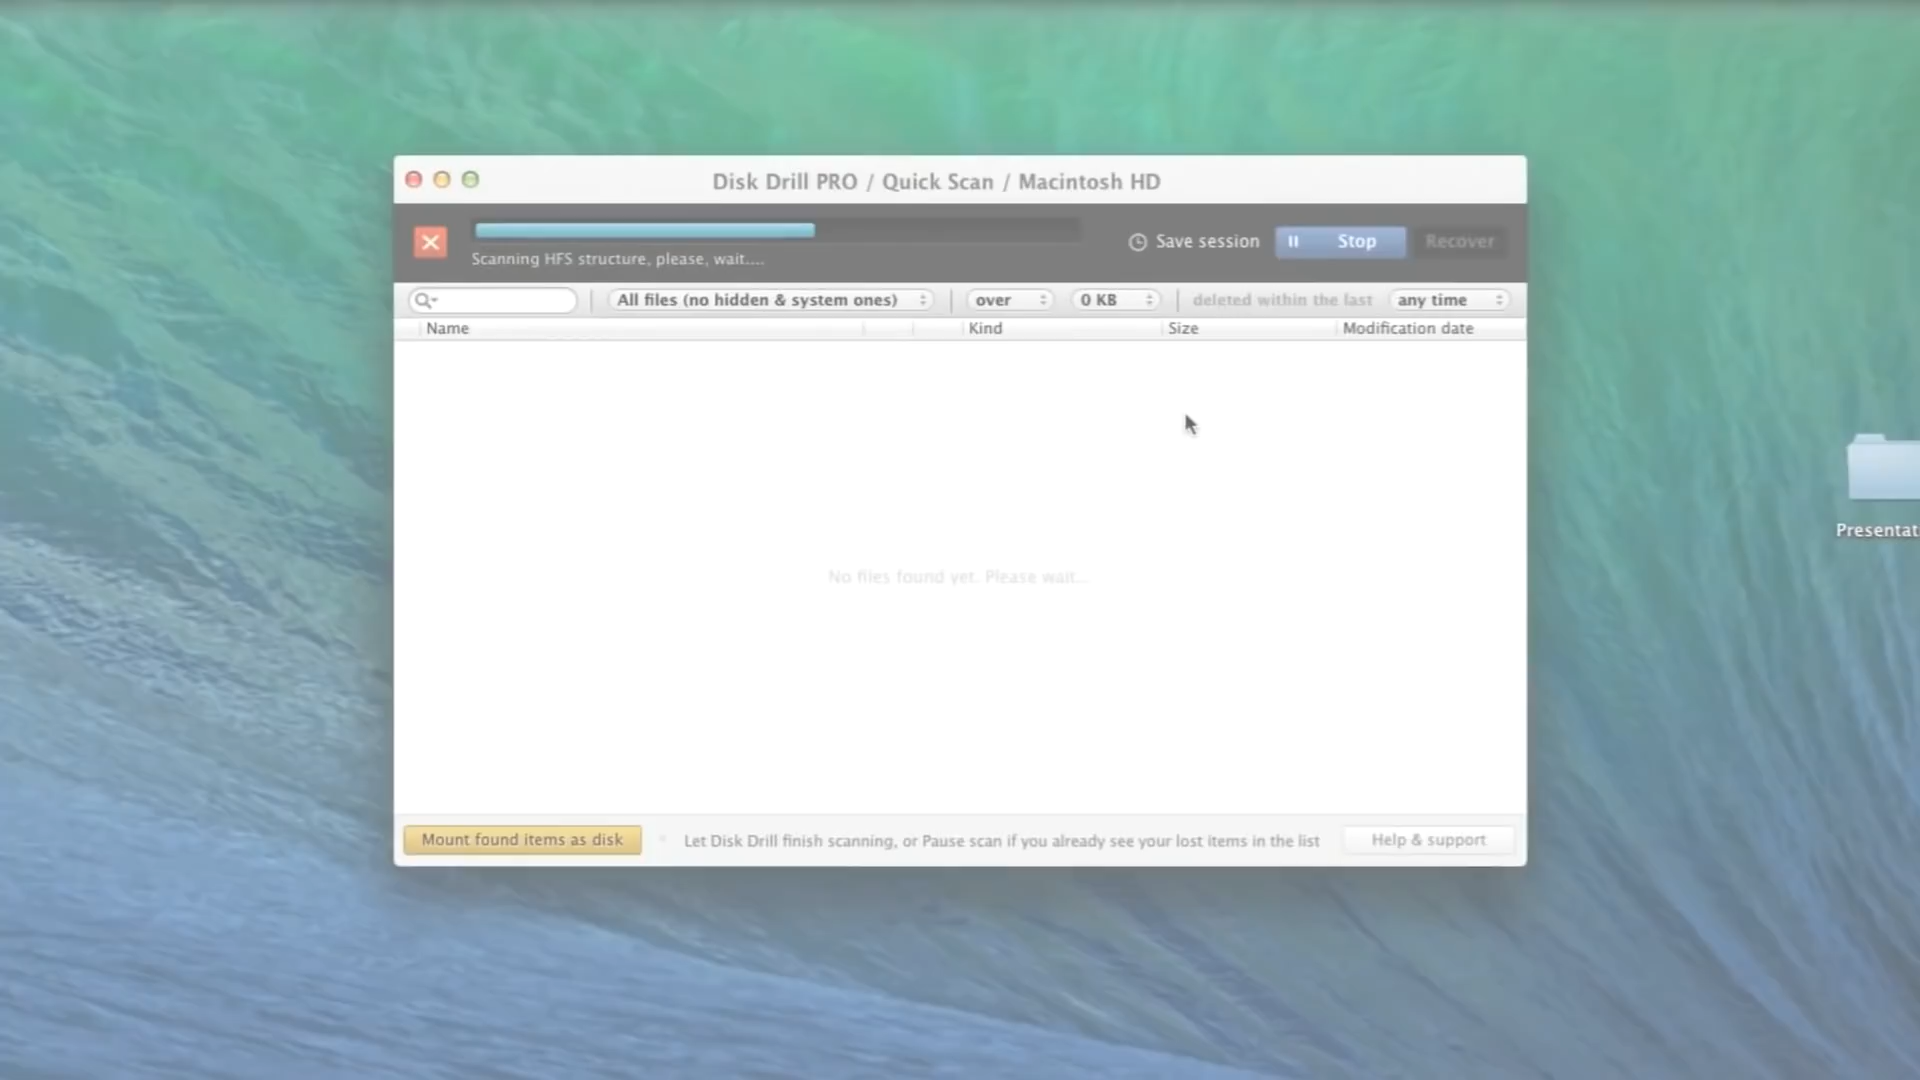 Disk Drill PRO / Quick Scan / Macintosh HD
Scanning HFS structure, please, wait....
Save session
Stop
Recover
All files (no hidden & system ones)
over
0 KB
deleted within the last
any time
Name
Kind
Size
Modification date
Presentat
No files found yet. Please wait...
Mount found items as disk
Let Disk Drill finish scanning, or Pause scan if you already see your lost items in the list
Help & support